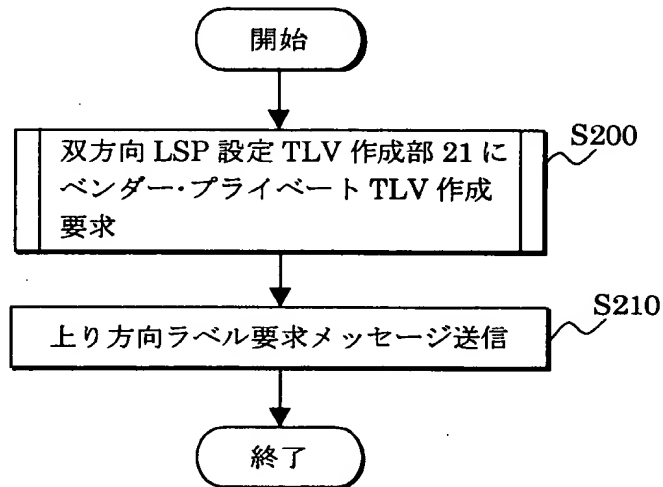 開始
双方向 LSP 設定 TLV 作成部 21 に
ベンダー・プライベート TLV 作成
要求
S200
上り方向ラベル要求メッセージ送信
S210
終了